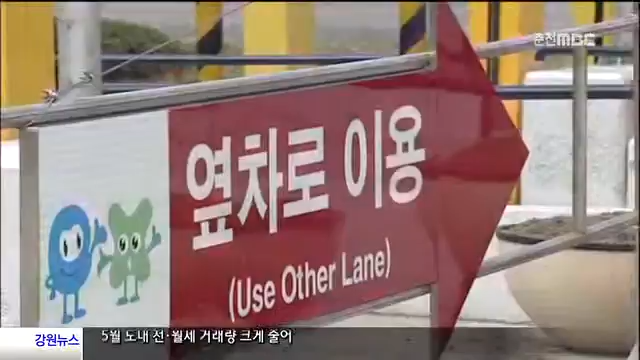 춘천MBC
옆차로 이용
(Use Other Lane)
강원뉴스
5월 도내 전·월세 거래량 크게 줄어